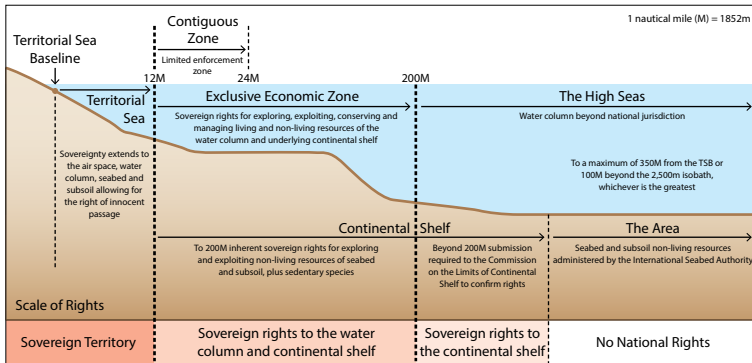 Contiguous
Zone
1 nautical mile (M) = 1852m
Territorial Sea
Baseline
Limited enforcement
zone
12M
24M
200M
Territorial
Sea
Exclusive Economic Zone
Sovereign rights for exploring, exploiting, conserving and
managing living and non-living resources of the
water column and underlying continental shelf
The High Seas
Water column beyond national jurisdiction
Sovereignty extends to
the air space, water
column, seabed and
subsoil allowing for
the right of innocent
passage
To a maximum of 350M from the TSB or
100M beyond the 2,500m isobath,
whichever is the greatest
Continental Shelf
To 200M inherent sovereign rights for exploring
and exploiting non-living resources of seabed
and subsoil, plus sedentary species
Beyond 200M submission
required to the Commission
on the Limits of Continental
Shelf to confirm rights
The Area
Seabed and subsoil non-living resources
administered by the International Seabed Authority
Scale of Rights
Sovereign Territory
Sovereign rights to the water
column and continental shelf
Sovereign rights to
the continental shelf
No National Rights